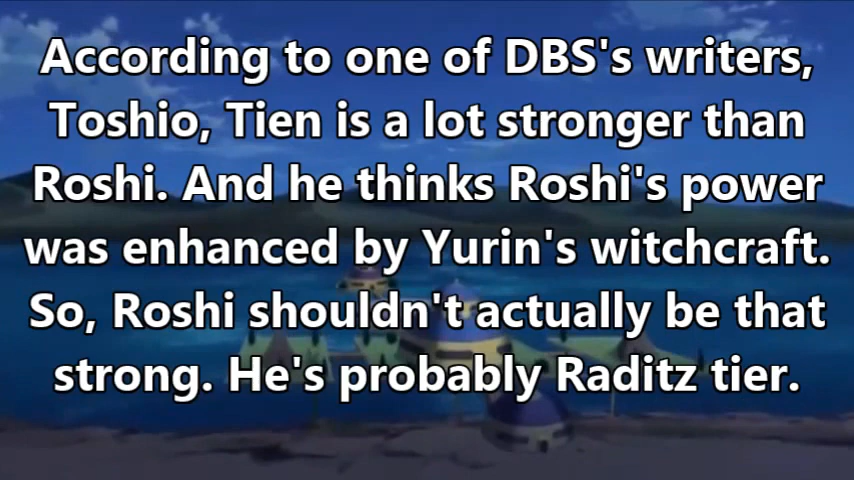 According to one of DBS's writers,
Toshio, Tien is a lot stronger than
Roshi. And he thinks Roshi's power
was enhanced by Yurin's witchcraft.
So, Roshi shouldn't actually be that
strong. He's probably Raditz tier.